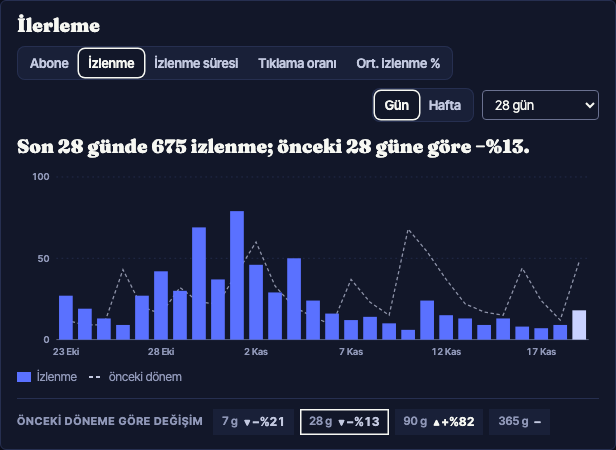 İlerleme
Abone İzlenme İzlenme süresi Tıklama oranı Ort. izlenme %
Gün Hafta 28 gün
Son 28 günde 675 izlenme; önceki 28 güne göre −%13.
100
50
0
23 Eki 28 Eki 2 Kas 7 Kas 12 Kas 17 Kas
İzlenme önceki dönem
ÖNCEKİ DÖNEME GÖRE DEĞİŞİM 7 g ▼−%21 28 g ▼−%13 90 g ▲+%82 365 g –